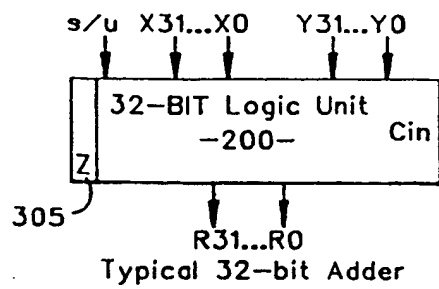 s/u X31...X0 Y31...Y0
32-BIT Logic Unit
-200- Cin
Z
305
R31...R0
Typical 32-bit Adder